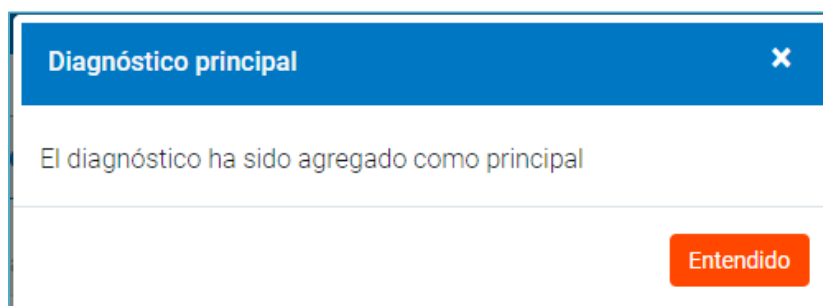 Diagnóstico principal
El diagnóstico ha sido agregado como principal
Entendido